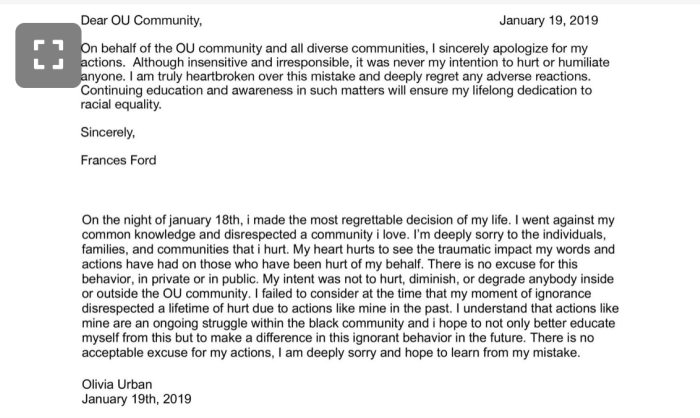 Dear OU Community, January 19, 2019
On behalf of the OU community and all diverse communities, I sincerely apologize for my
actions.  Although insensitive and irresponsible, it was never my intention to hurt or humiliate
anyone. I am truly heartbroken over this mistake and deeply regret any adverse reactions.
Continuing education and awareness in such matters will ensure my lifelong dedication to
racial equality.
Sincerely,
Frances Ford
On the night of january 18th, i made the most regrettable decision of my life. I went against my
common knowledge and disrespected a community i love. I'm deeply sorry to the individuals,
families, and communities that i hurt. My heart hurts to see the traumatic impact my words and
actions have had on those who have been hurt of my behalf. There is no excuse for this
behavior, in private or in public. My intent was not to hurt, diminish, or degrade anybody inside
or outside the OU community. I failed to consider at the time that my moment of ignorance
disrespected a lifetime of hurt due to actions like mine in the past. I understand that actions like
mine are an ongoing struggle within the black community and i hope to not only better educate
myself from this but to make a difference in this ignorant behavior in the future. There is no
acceptable excuse for my actions, I am deeply sorry and hope to learn from my mistake.
Olivia Urban
January 19th, 2019